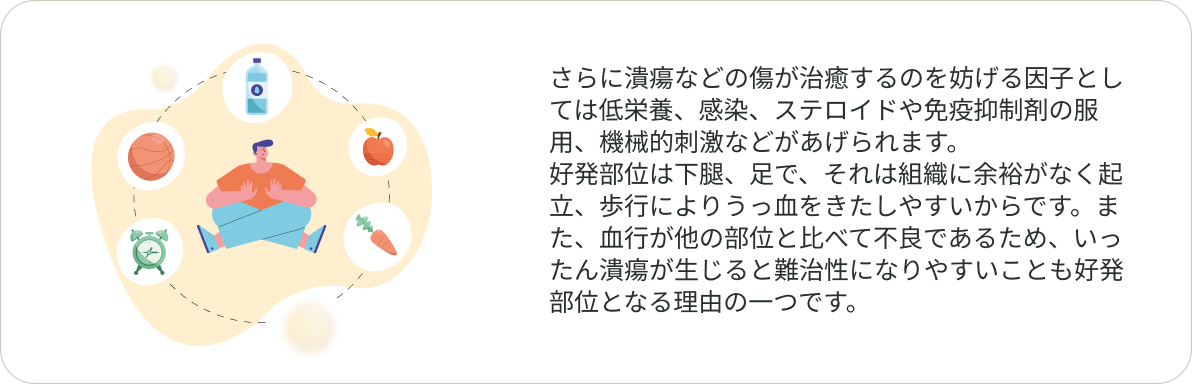 さらに潰瘍などの傷が治癒するのを妨げる因子とし
ては低栄養、感染、ステロイドや免疫抑制剤の服
用、機械的刺激などがあげられます。
好発部位は下腿、足で、それは組織に余裕がなく起
立、歩行によりうっ血をきたしやすいからです。ま
た、血行が他の部位と比べて不良であるため、いっ
たん潰瘍が生じると難治性になりやすいことも好発
部位となる理由の一つです。